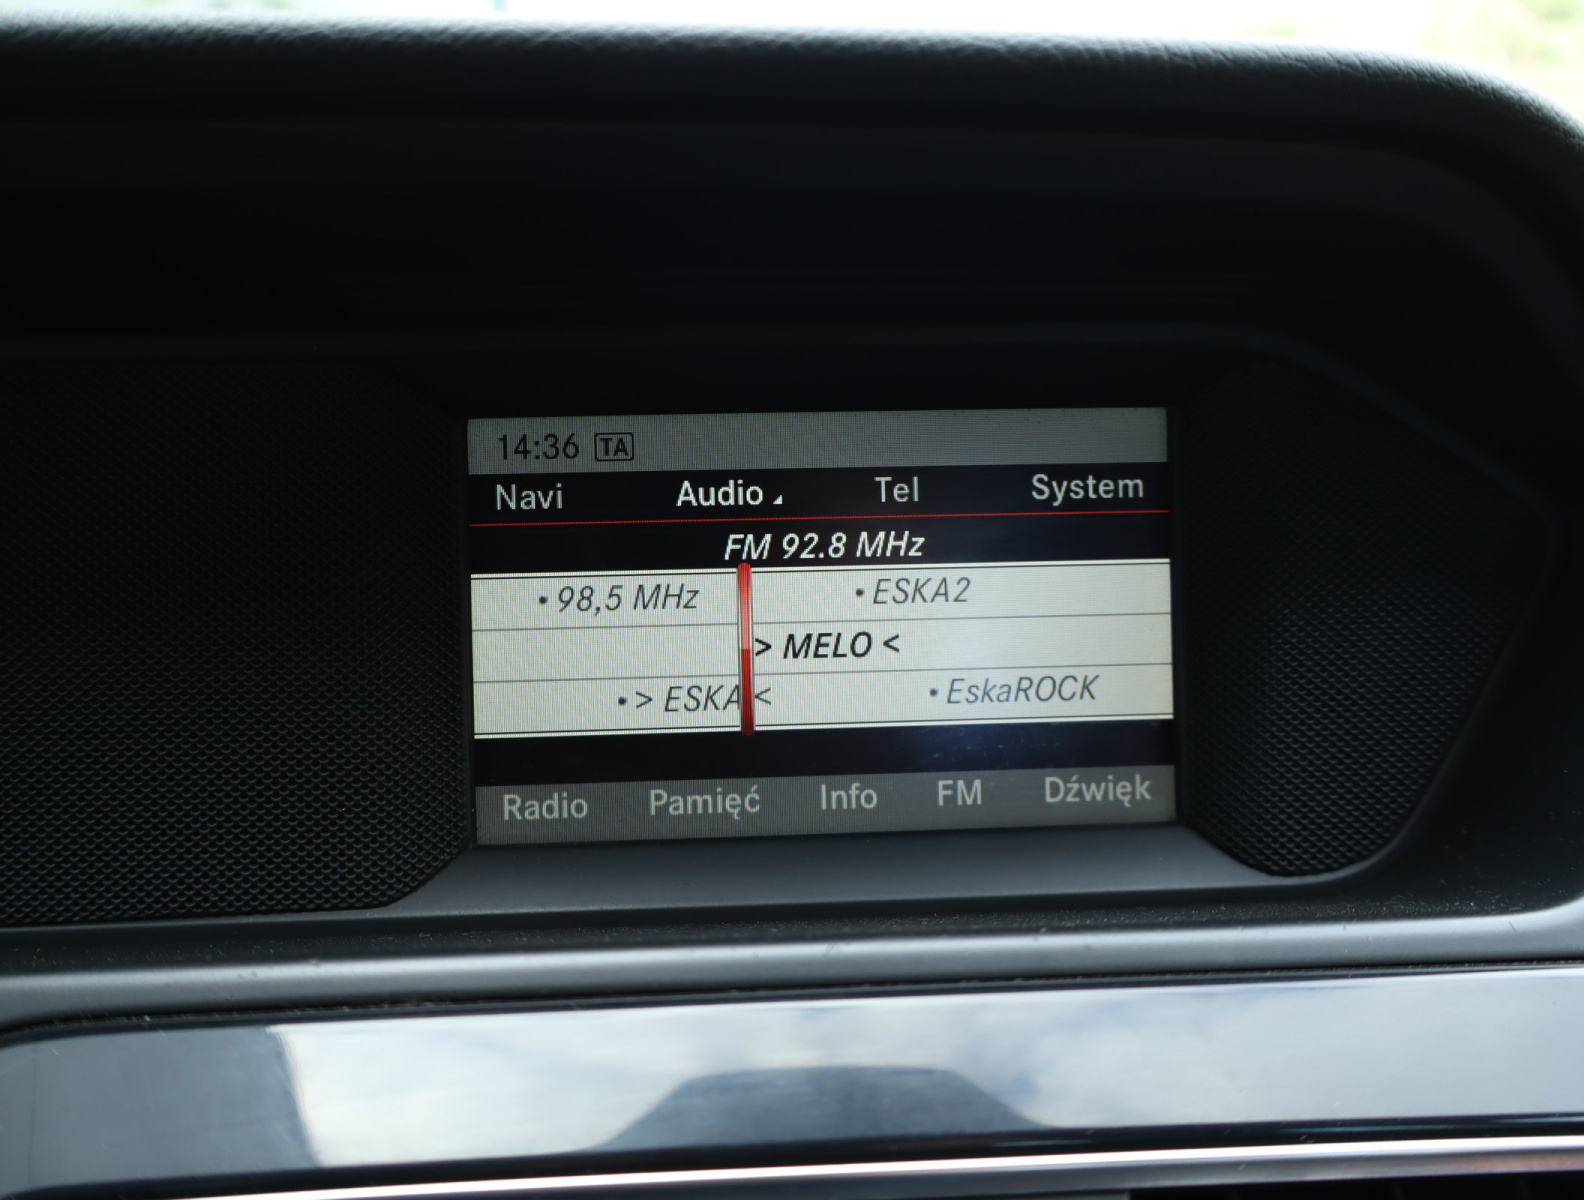 14:36 TA
Navi Audio Tel System
FM 92.8 MHz
• 98,5 MHz • ESKA2
> MELO <
• > ESKA < • EskaROCK
Radio Pamięć Info FM Dźwięk